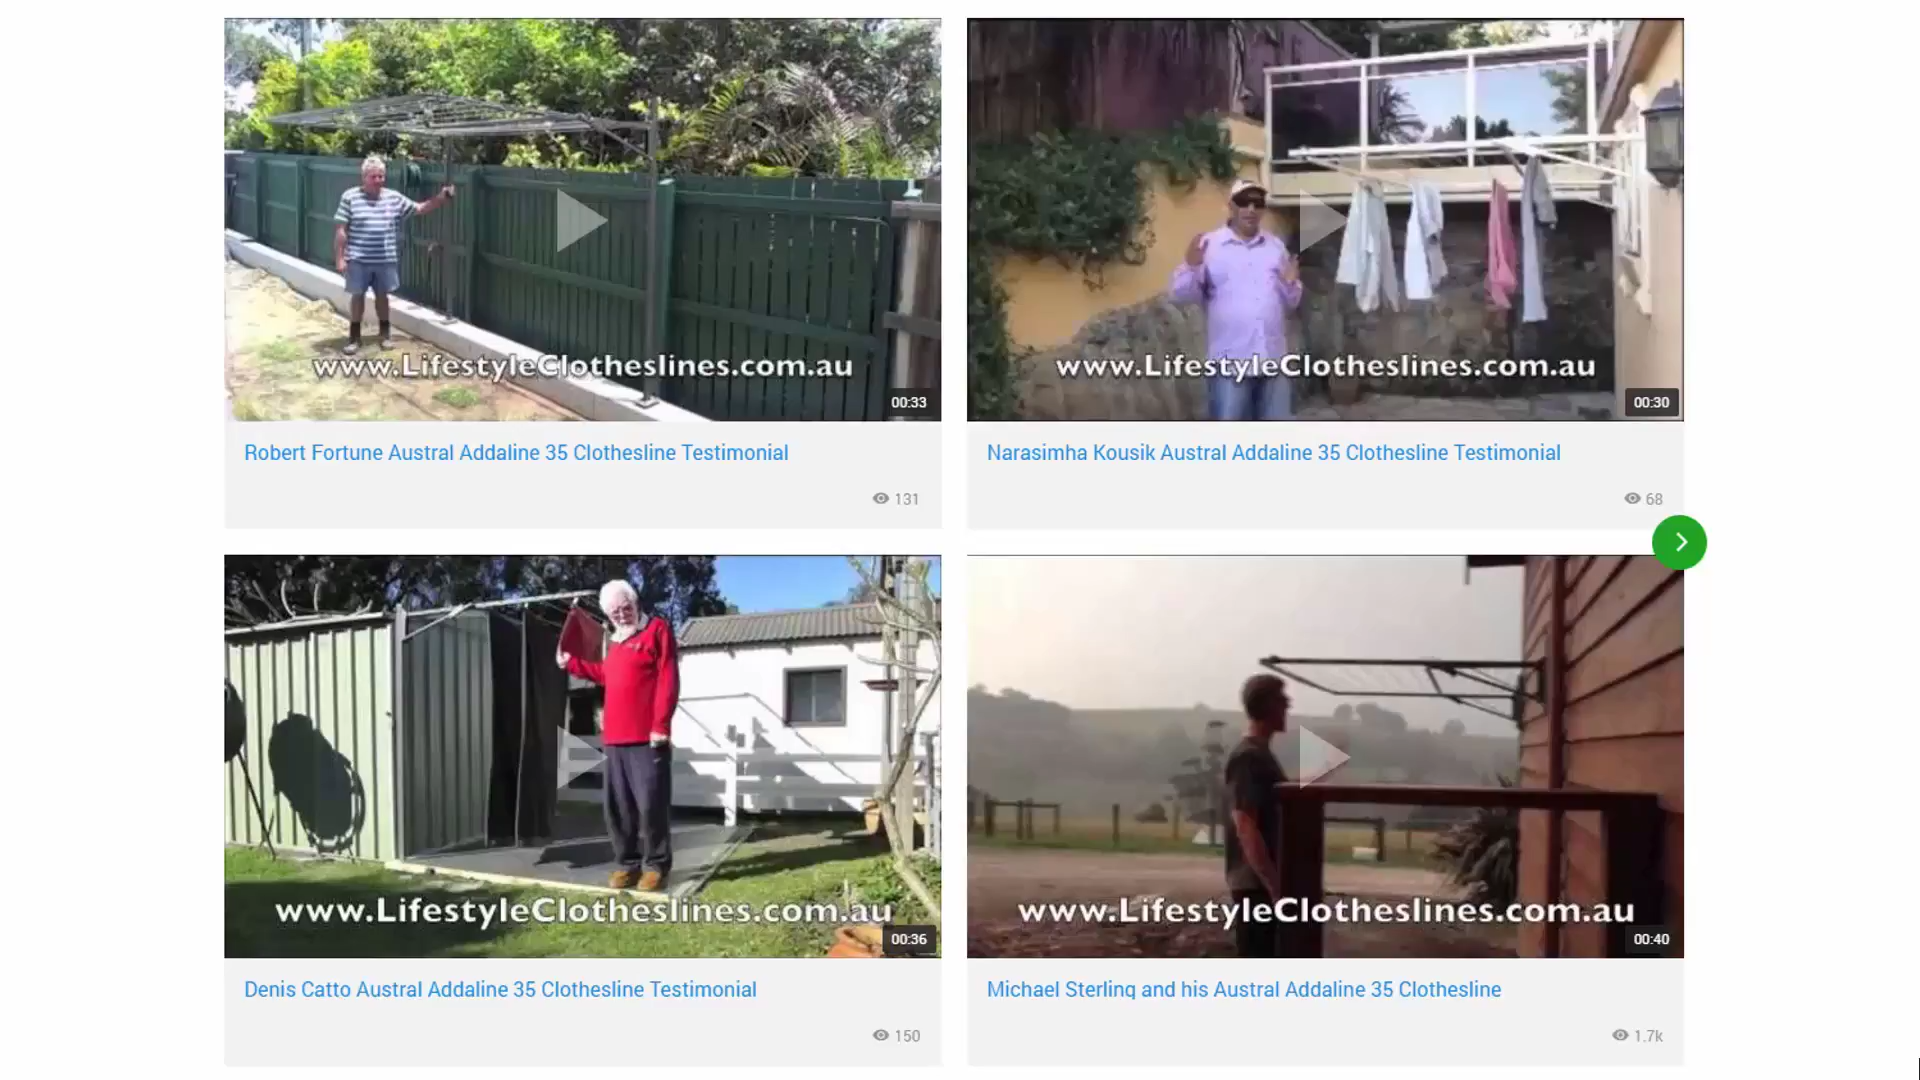 www.LifestyleClotheslines.com.au
00:33
Robert Fortune Austral Addaline 35 Clothesline Testimonial
131
www.LifestyleClotheslines.com.au
00:30
Narasimha Kousik Austral Addaline 35 Clothesline Testimonial
68
www.LifestyleClotheslines.com.au
00:36
Denis Catto Austral Addaline 35 Clothesline Testimonial
150
www.LifestyleClotheslines.com.au
00:40
Michael Sterling and his Austral Addaline 35 Clothesline
1.7k